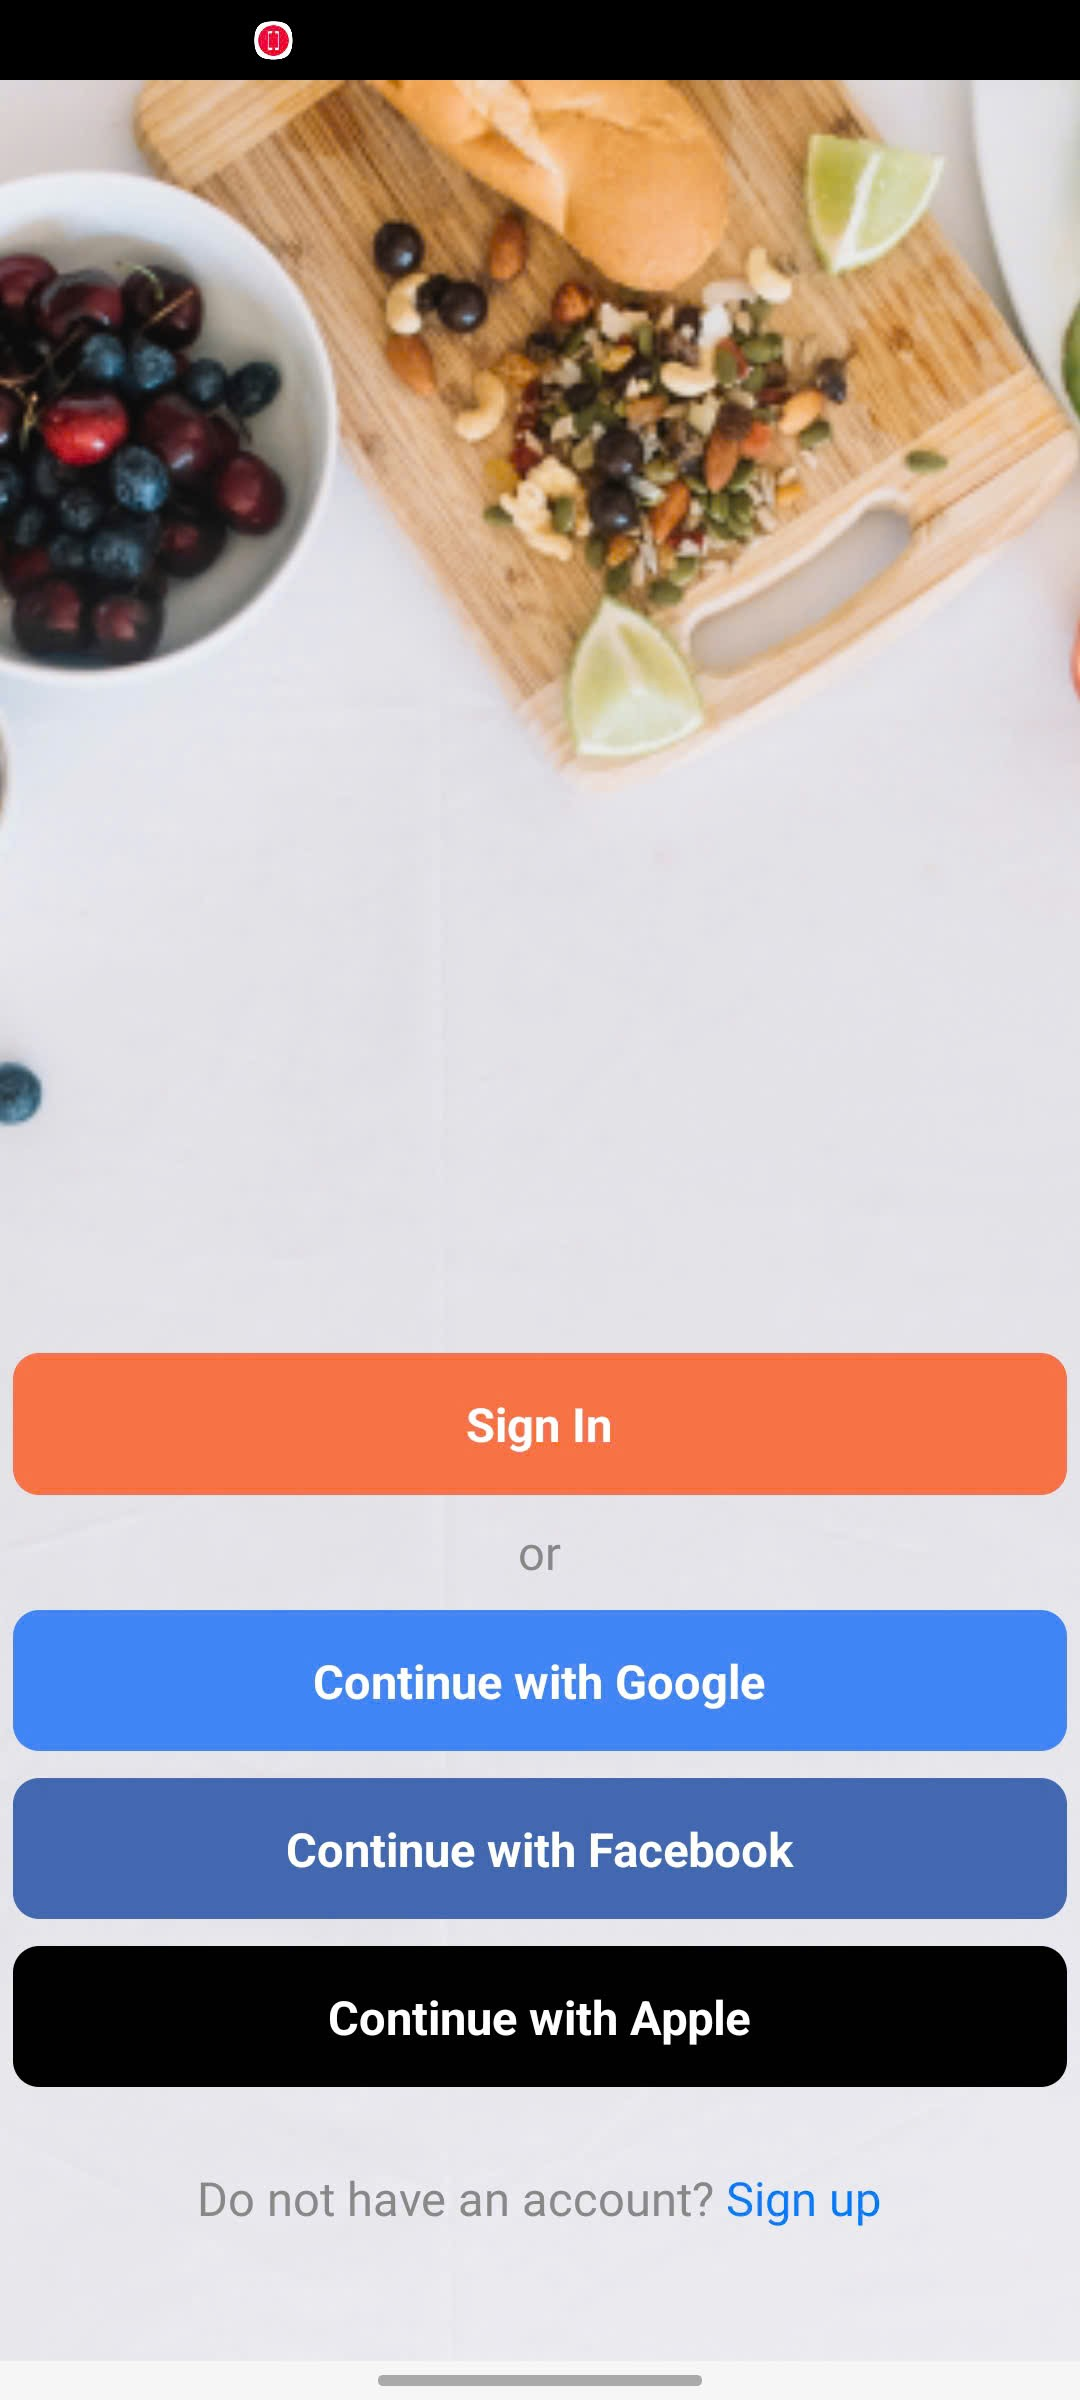 Sign In
or
Continue with Google
Continue with Facebook
Continue with Apple
Do not have an account? Sign up